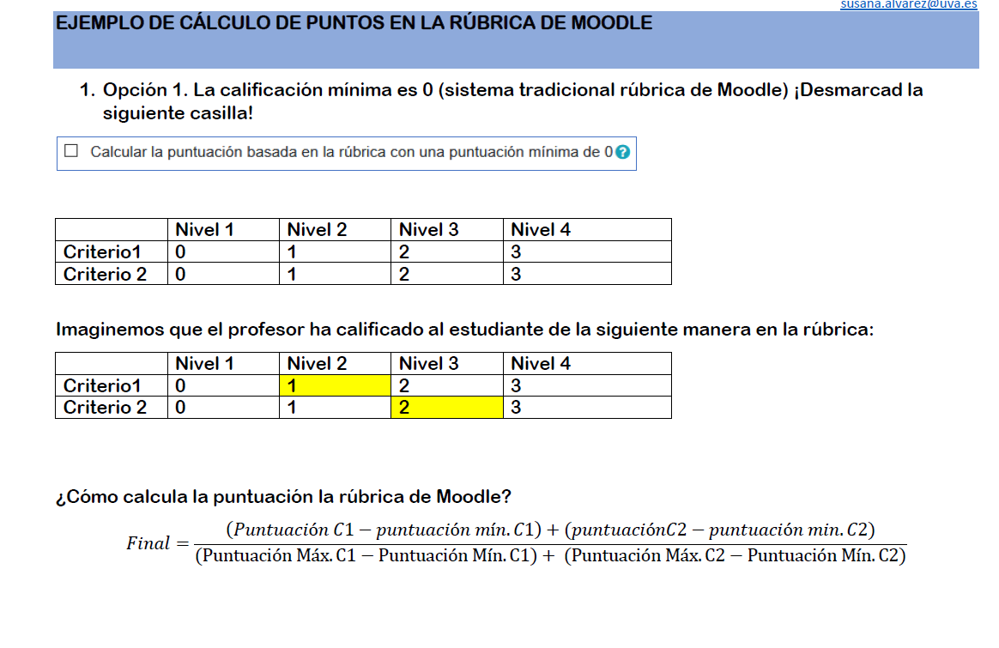 susana.alvarez@uva.es
EJEMPLO DE CÁLCULO DE PUNTOS EN LA RÚBRICA DE MOODLE
1. Opción 1. La calificación mínima es 0 (sistema tradicional rúbrica de Moodle) ¡Desmarcad la
siguiente casilla!
Calcular la puntuación basada en la rúbrica con una puntuación mínima de 0 ?
Nivel 1 Nivel 2 Nivel 3 Nivel 4
Criterio1 0 1 2 3
Criterio 2 0 1 2 3
Imaginemos que el profesor ha calificado al estudiante de la siguiente manera en la rúbrica:
Nivel 1 Nivel 2 Nivel 3 Nivel 4
Criterio1 0 1 2 3
Criterio 2 0 1 2 3
¿Cómo calcula la puntuación la rúbrica de Moodle?
(Puntuación C1 − puntuación mín. C1) + (puntuaciónC2 − puntuación min. C2)
Final =
(Puntuación Máx. C1 − Puntuación Mín. C1) + (Puntuación Máx. C2 − Puntuación Mín. C2)